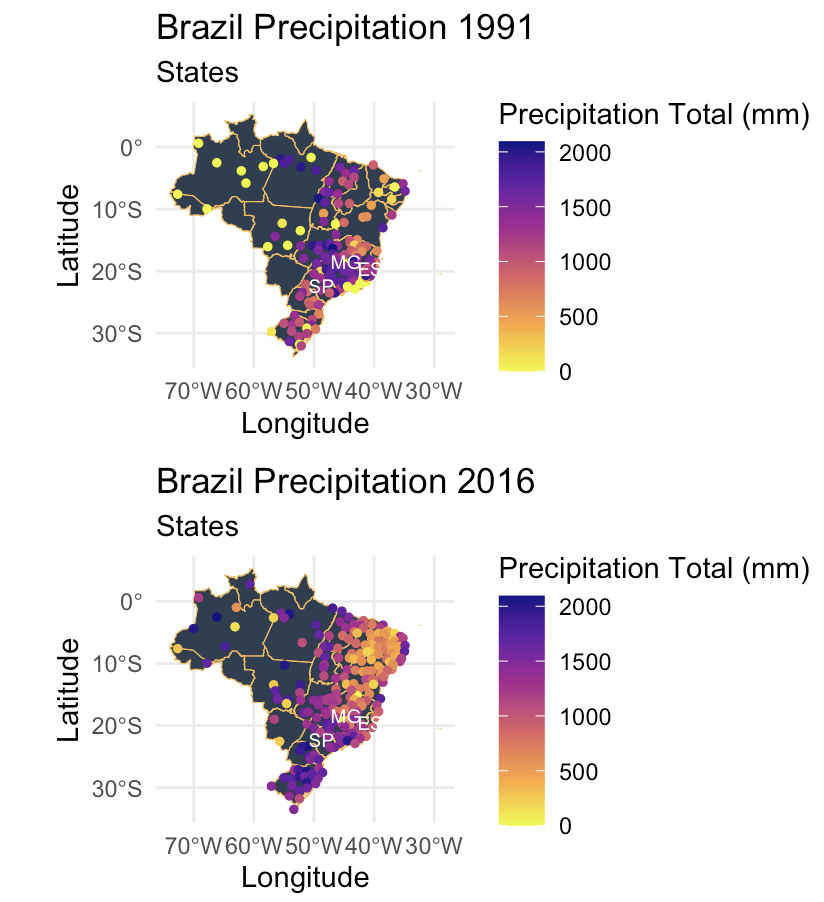 Brazil Precipitation 1991
States
Precipitation Total (mm)
2000
1500
1000
500
0
0°
10°S
20°S
30°S
Latitude
MG
ES
SP
70°W 60°W 50°W 40°W 30°W
Longitude
Brazil Precipitation 2016
States
Precipitation Total (mm)
2000
1500
1000
500
0
0°
10°S
20°S
30°S
Latitude
MG
ES
SP
70°W 60°W 50°W 40°W 30°W
Longitude